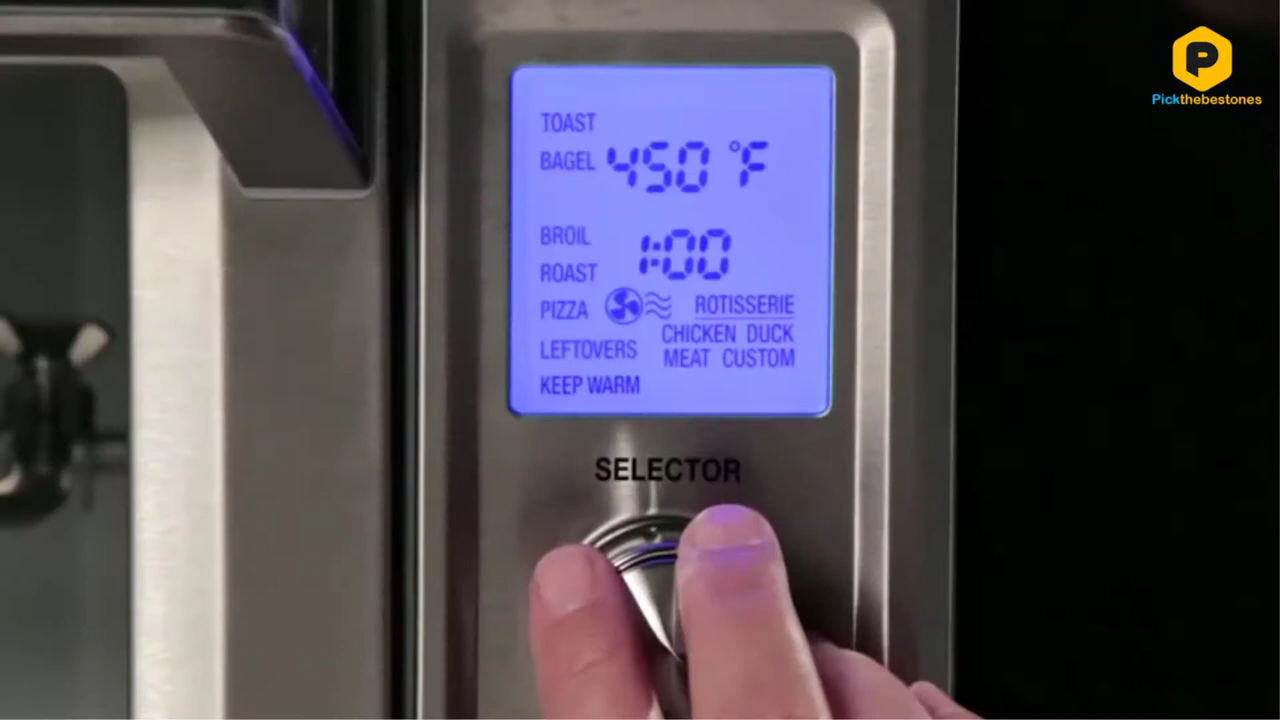 P
Pickthebestones
TOAST
BAGEL 450 °F
BROIL
1:00
ROAST
PIZZA ROTISSERIE
CHICKEN DUCK
LEFTOVERS
MEAT CUSTOM
KEEP WARM
SELECTOR